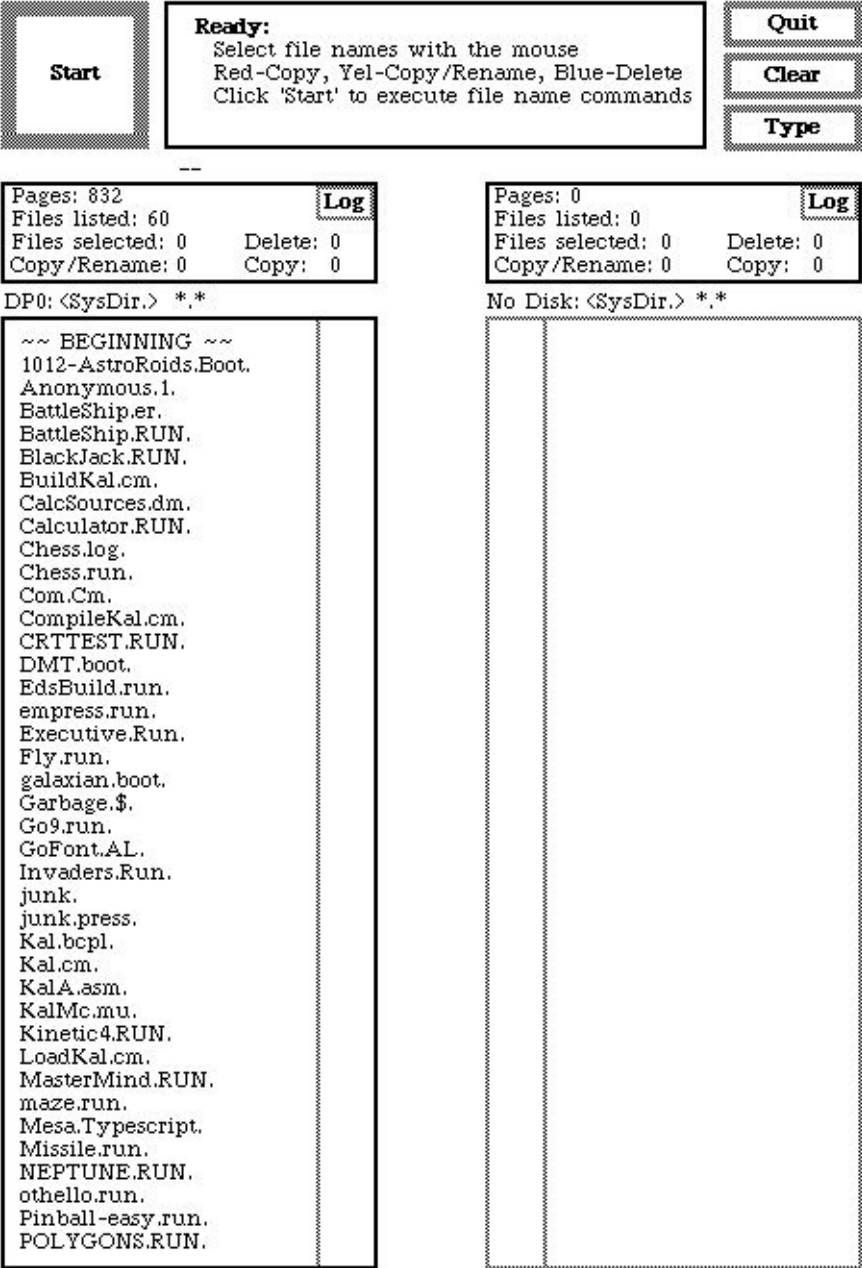 Start
Ready:
Select file names with the mouse
Red-Copy, Yel-Copy/Rename, Blue-Delete
Click 'Start' to execute file name commands
Quit
Clear
Type
--
Pages: 832
Log
Files listed: 60
Files selected: 0 Delete: 0
Copy/Rename: 0 Copy: 0
DP0: <SysDir.> *.*
Pages: 0
Log
Files listed: 0
Files selected: 0 Delete: 0
Copy/Rename: 0 Copy: 0
No Disk: <SysDir.> *.*
~~ BEGINNING ~~
1012-AstroRoids.Boot.
Anonymous.1.
BattleShip.er.
BattleShip.RUN.
BlackJack.RUN.
BuildKal.cm.
CalcSources.dm.
Calculator.RUN.
Chess.log.
Chess.run.
Com.Cm.
CompileKal.cm.
CRTTEST.RUN.
DMT.boot.
EdsBuild.run.
empress.run.
Executive.Run.
Fly.run.
galaxian.boot.
Garbage.$.
Go9.run.
GoFont.AL.
Invaders.Run.
junk.
junk.press.
Kal.bcpl.
Kal.cm.
KalA.asm.
KalMc.mu.
Kinetic4.RUN.
LoadKal.cm.
MasterMind.RUN.
maze.run.
Mesa.Typescript.
Missile.run.
NEPTUNE.RUN.
othello.run.
Pinball-easy.run.
POLYGONS.RUN.